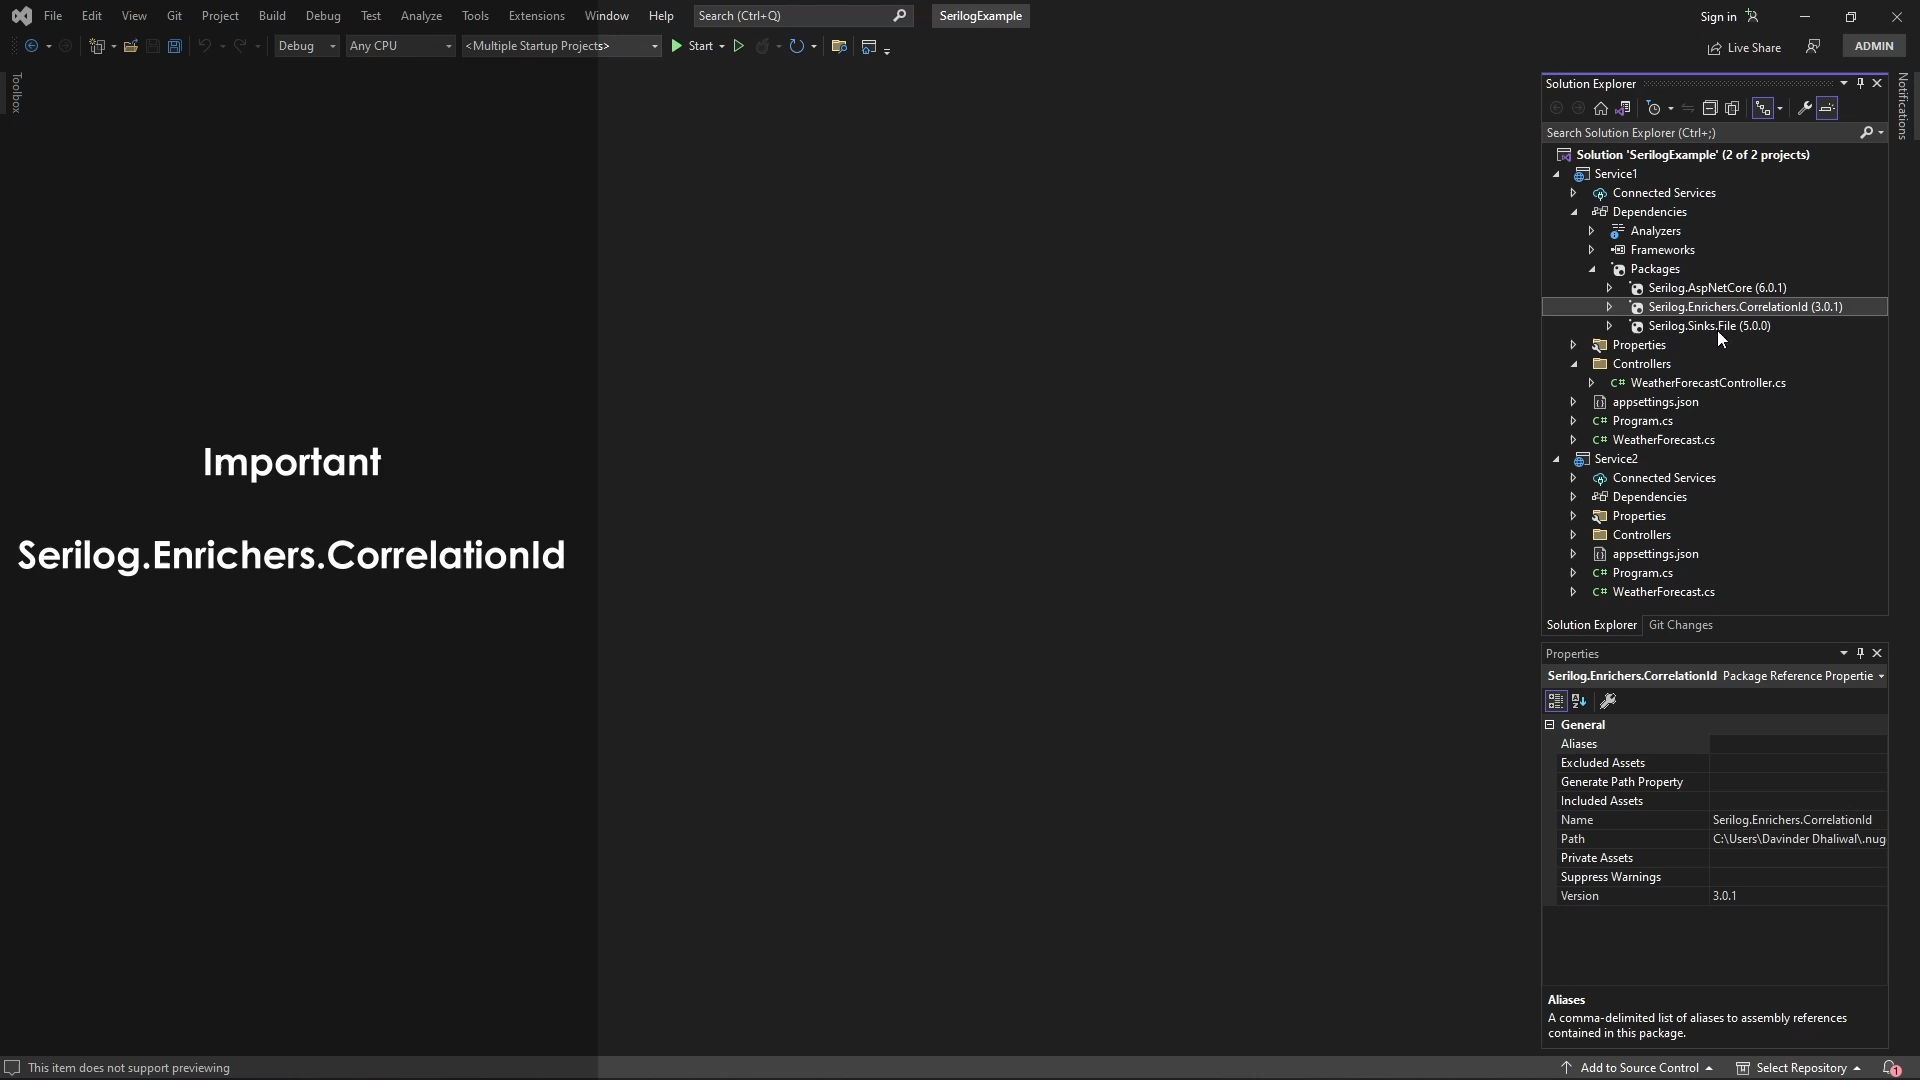 File Edit View Git Project Build Debug Test Analyze Tools Extensions Window Help Search (Ctrl+Q) SerilogExample Sign in
Debug Any CPU <Multiple Startup Projects> Start Live Share ADMIN
Toolbox
Notifications
Important
Serilog.Enrichers.CorrelationId
Solution Explorer
Search Solution Explorer (Ctrl+;)
Solution 'SerilogExample' (2 of 2 projects)
Service1
Connected Services
Dependencies
Analyzers
Frameworks
Packages
Serilog.AspNetCore (6.0.1)
Serilog.Enrichers.CorrelationId (3.0.1)
Serilog.Sinks.File (5.0.0)
Properties
Controllers
C# WeatherForecastController.cs
appsettings.json
C# Program.cs
C# WeatherForecast.cs
Service2
Connected Services
Dependencies
Properties
Controllers
appsettings.json
C# Program.cs
C# WeatherForecast.cs
Solution Explorer Git Changes
Properties
Serilog.Enrichers.CorrelationId Package Reference Propertie
General
Aliases
Excluded Assets
Generate Path Property
Included Assets
Name Serilog.Enrichers.CorrelationId
Path C:\Users\Davinder Dhaliwal\.nug
Private Assets
Suppress Warnings
Version 3.0.1
Aliases
A comma-delimited list of aliases to assembly references
contained in this package.
This item does not support previewing Add to Source Control Select Repository 1